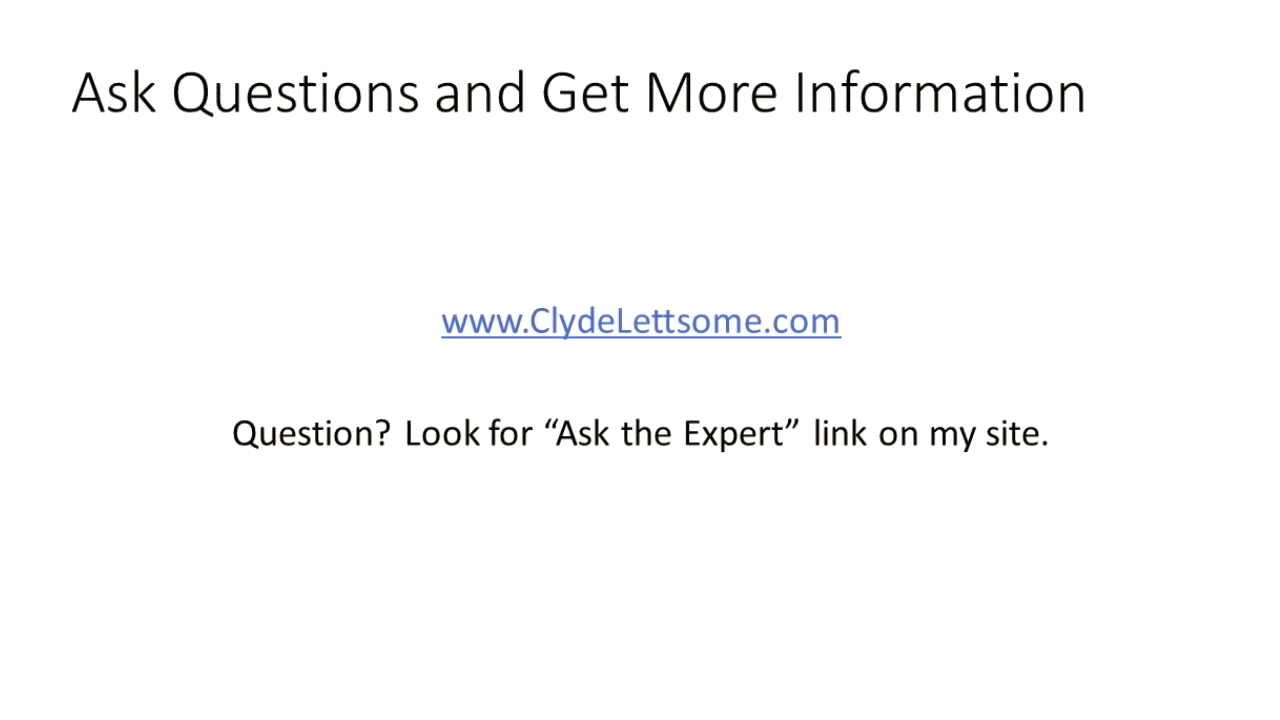 Ask Questions and Get More Information
www.ClydeLettsome.com
Question? Look for “Ask the Expert” link on my site.